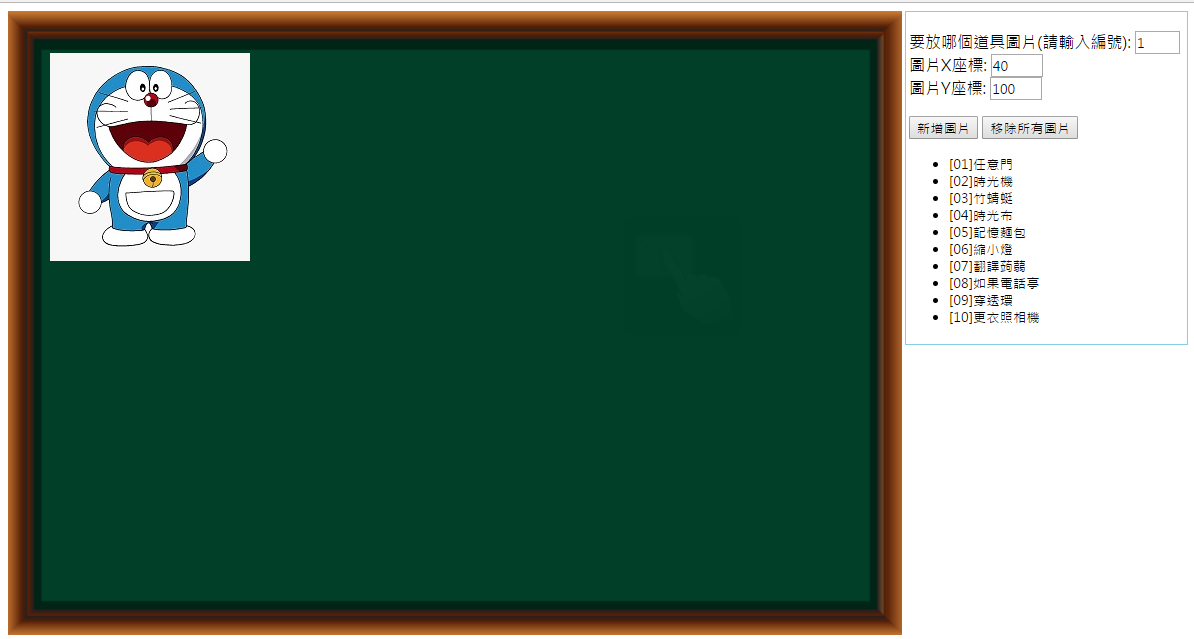 要放哪個道具圖片(請輸入編號): 1
圖片X座標: 40
圖片Y座標: 100
新增圖片 移除所有圖片
[01]任意門
[02]時光機
[03]竹蜻蜓
[04]時光布
[05]記憶麵包
[06]縮小燈
[07]翻譯蒟蒻
[08]如果電話亭
[09]穿透環
[10]更衣照相機